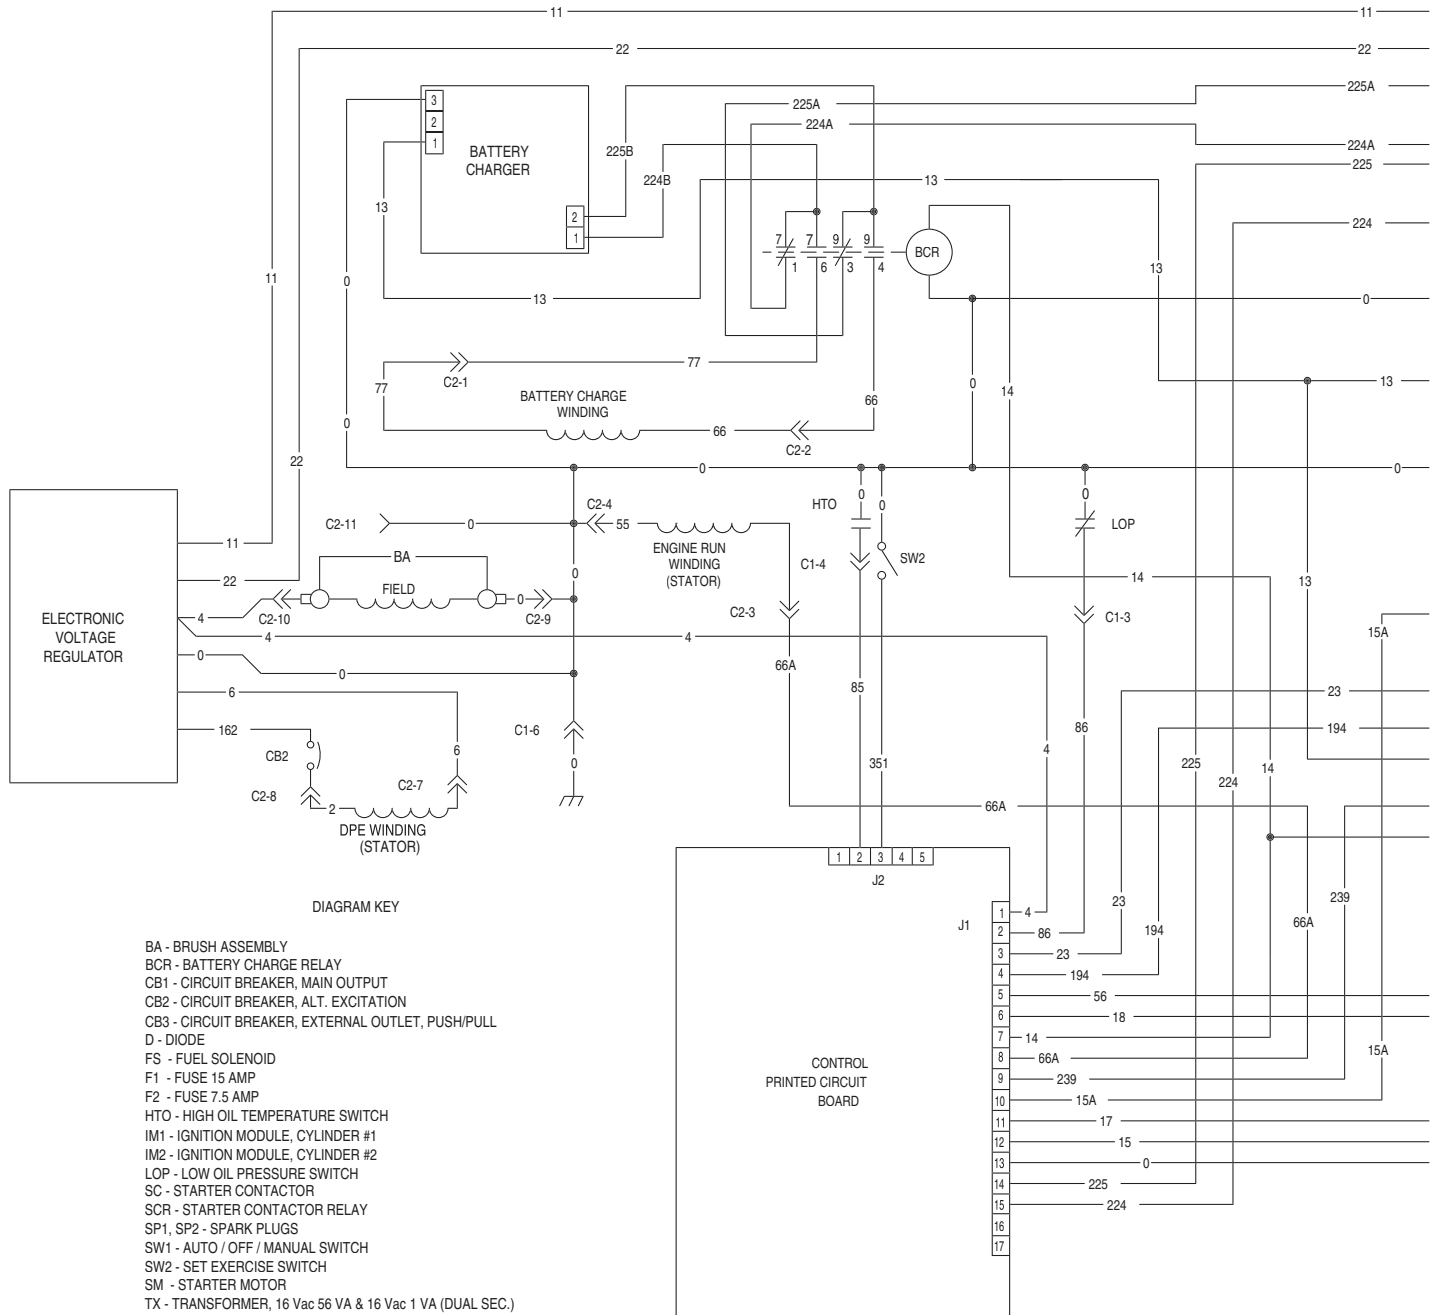 11 11
22 22
225A
225A
224A
224A
225
3
2
1
BATTERY
CHARGER
225B
224B
13
13
2
1
224
7 7 9 9
1 6 3 4
BCR
13
11
0
13
0
77
C2-1
77
BATTERY CHARGE
WINDING
66
66
C2-2
0
14
13
0
22
0
0
0
0
0
0
HTO
C2-11
0
C2-4
55
ENGINE RUN
WINDING
(STATOR)
C1-4
SW2
LOP
11
BA
22
FIELD
14
13
ELECTRONIC
VOLTAGE
REGULATOR
4
C2-10
0
C2-9
0
C2-3
C1-3
4
4
15A
0
0
66A
6
85
23
162
CB2
C2-8
2
C2-7
6
C1-6
0
351
4
86
194
225
224
14
DPE WINDING
(STATOR)
66A
1 2 3 4 5
J2
DIAGRAM KEY
23
194
66A
239
J1
1 4
2 86
3 23
4 194
5 56
6 18
7 14
8 66A
9 239
10 15A
11 17
12 15
13 0
14 225
15 224
16
17
15A
CONTROL
PRINTED CIRCUIT
BOARD
BA - BRUSH ASSEMBLY
BCR - BATTERY CHARGE RELAY
CB1 - CIRCUIT BREAKER, MAIN OUTPUT
CB2 - CIRCUIT BREAKER, ALT. EXCITATION
CB3 - CIRCUIT BREAKER, EXTERNAL OUTLET, PUSH/PULL
D - DIODE
FS - FUEL SOLENOID
F1 - FUSE 15 AMP
F2 - FUSE 7.5 AMP
HTO - HIGH OIL TEMPERATURE SWITCH
IM1 - IGNITION MODULE, CYLINDER #1
IM2 - IGNITION MODULE, CYLINDER #2
LOP - LOW OIL PRESSURE SWITCH
SC - STARTER CONTACTOR
SCR - STARTER CONTACTOR RELAY
SP1, SP2 - SPARK PLUGS
SW1 - AUTO / OFF / MANUAL SWITCH
SW2 - SET EXERCISE SWITCH
SM - STARTER MOTOR
TX - TRANSFORMER, 16 Vac 56 VA & 16 Vac 1 VA (DUAL SEC.)